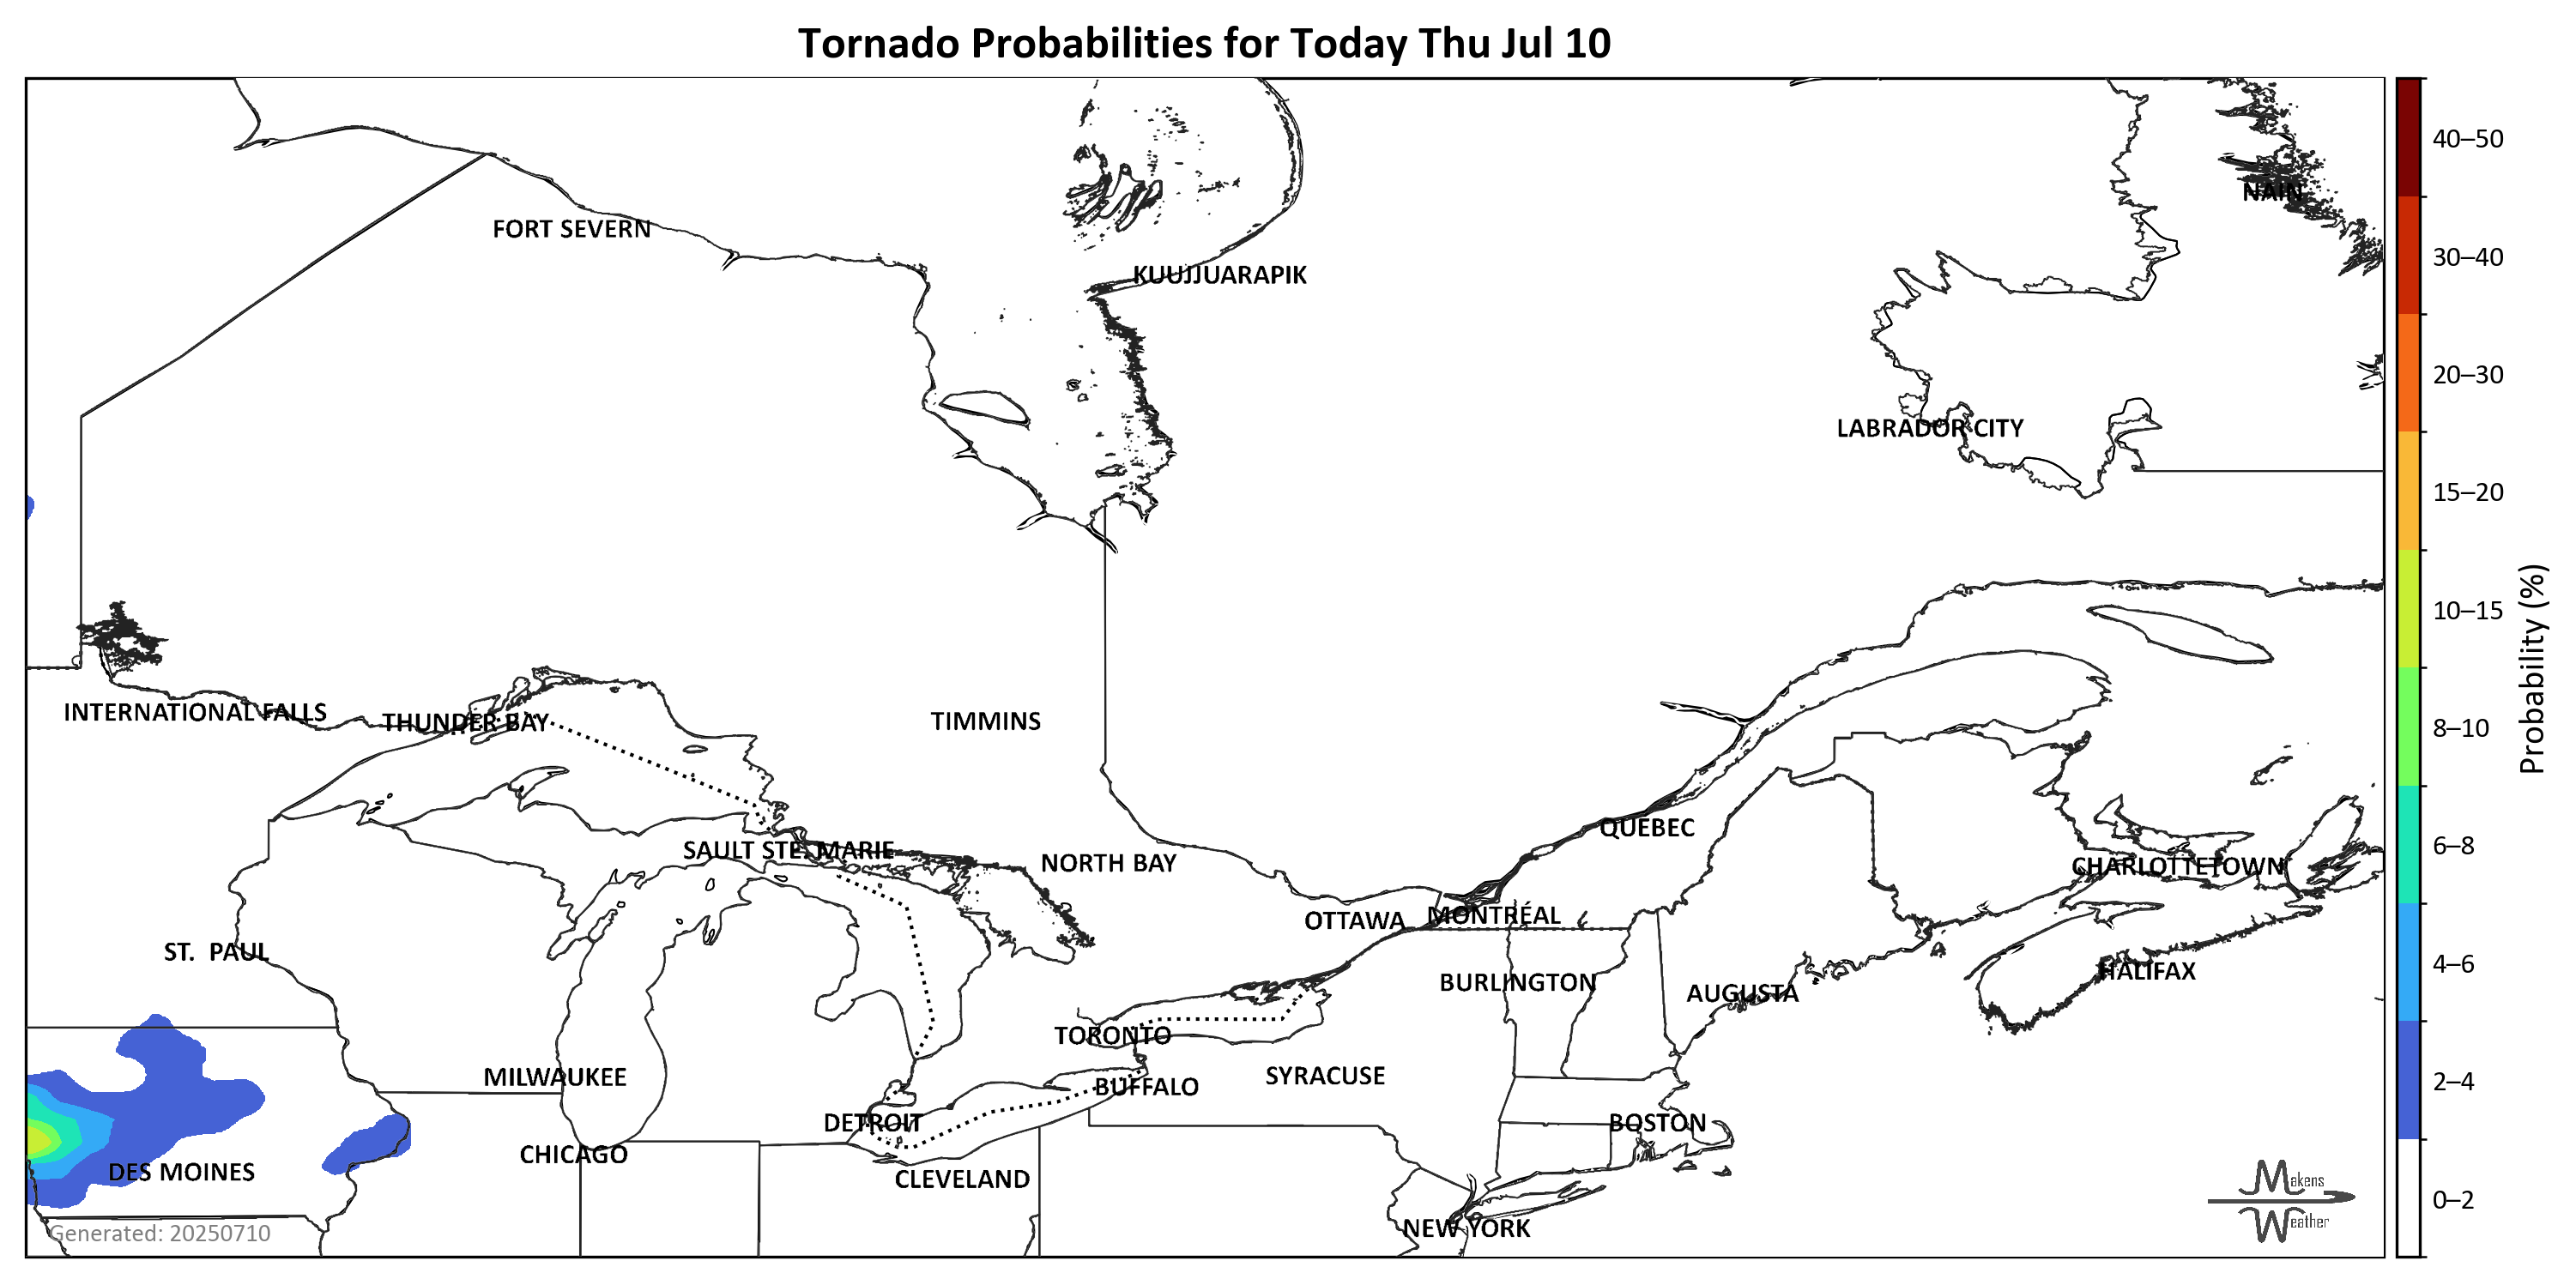 Tornado Probabilities for Today Thu Jul 10
NAIN
FORT SEVERN
KUUJJUARAPIK
LABRADOR CITY
INTERNATIONAL FALLS
THUNDER BAY
TIMMINS
QUEBEC
SAULT STE. MARIE
NORTH BAY
CHARLOTTETOWN
OTTAWA
MONTRÉAL
ST.  PAUL
HALIFAX
BURLINGTON
AUGUSTA
TORONTO
MILWAUKEE
BUFFALO
SYRACUSE
DETROIT
BOSTON
CHICAGO
DES MOINES
CLEVELAND
NEW YORK
Generated: 20250710
Makens
Weather
40–50
30–40
20–30
15–20
10–15
8–10
6–8
4–6
2–4
0–2
Probability (%)